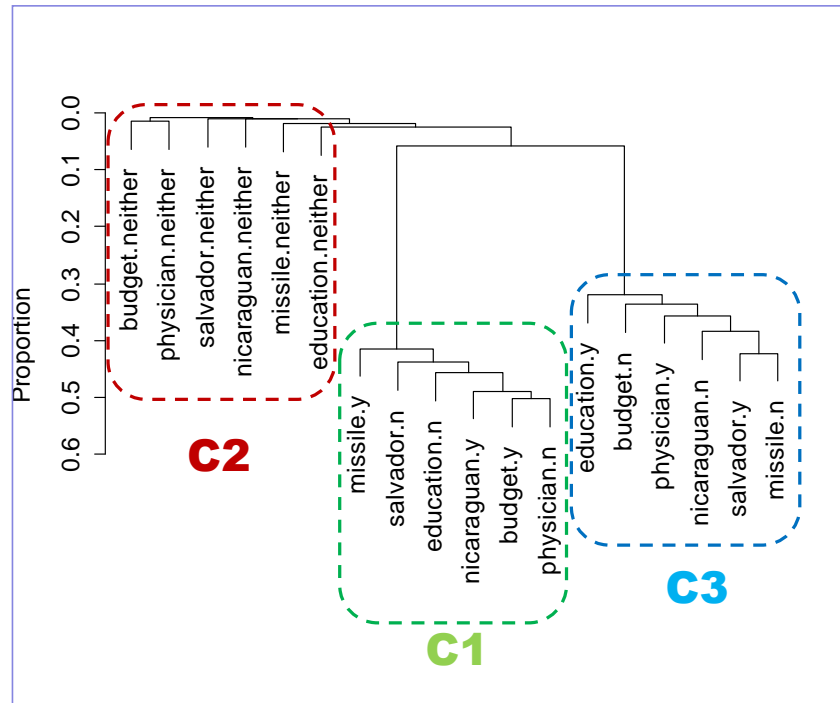 Proportion
0.0
0.1
0.2
0.3
0.4
0.5
0.6
budget.neither
physician.neither
salvador.neither
nicaraguan.neither
missile.neither
education.neither
C2
missile.y
salvador.n
education.n
nicaraguan.y
budget.y
physician.n
C1
education.y
budget.n
physician.y
nicaraguan.n
salvador.y
missile.n
C3